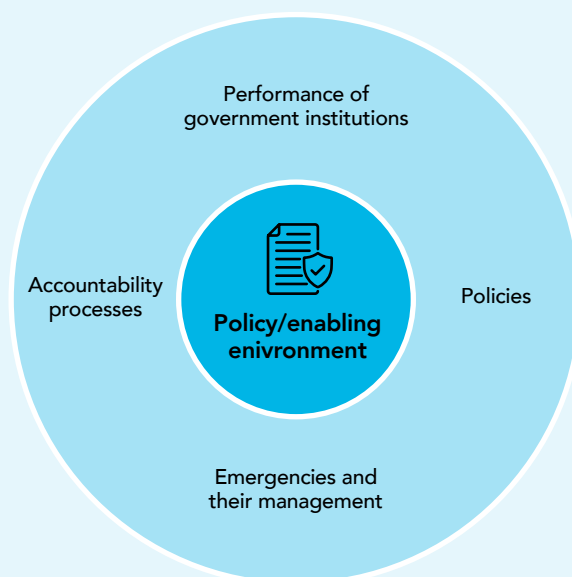 Performance of
government institutions
Accountability
processes
Policy/enabling
enivronment
Policies
Emergencies and
their management